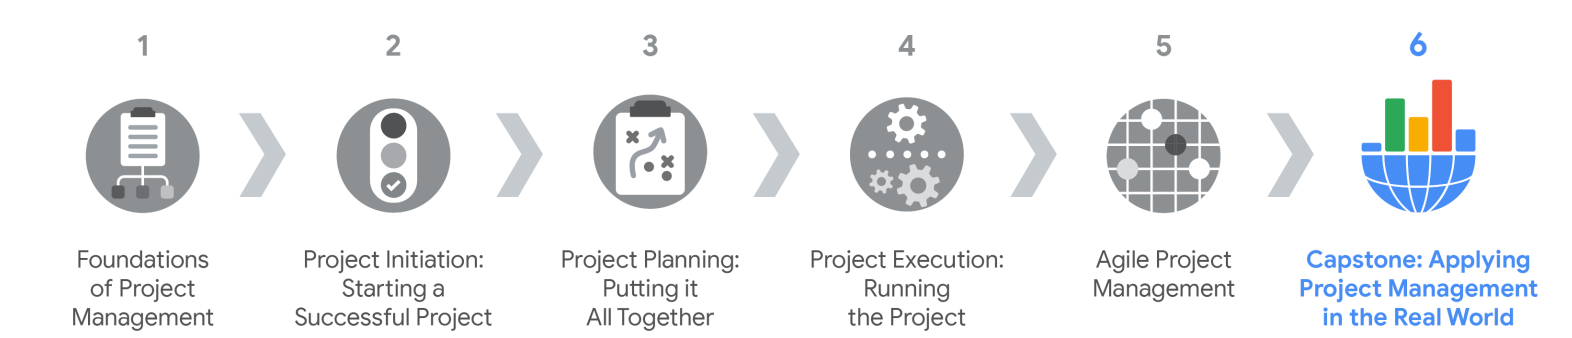 1
2
3
4
5
6
Foundations
of Project
Management
Project Initiation:
Starting a
Successful Project
Project Planning:
Putting it
All Together
Project Execution:
Running
the Project
Agile Project
Management
Capstone: Applying
Project Management
in the Real World